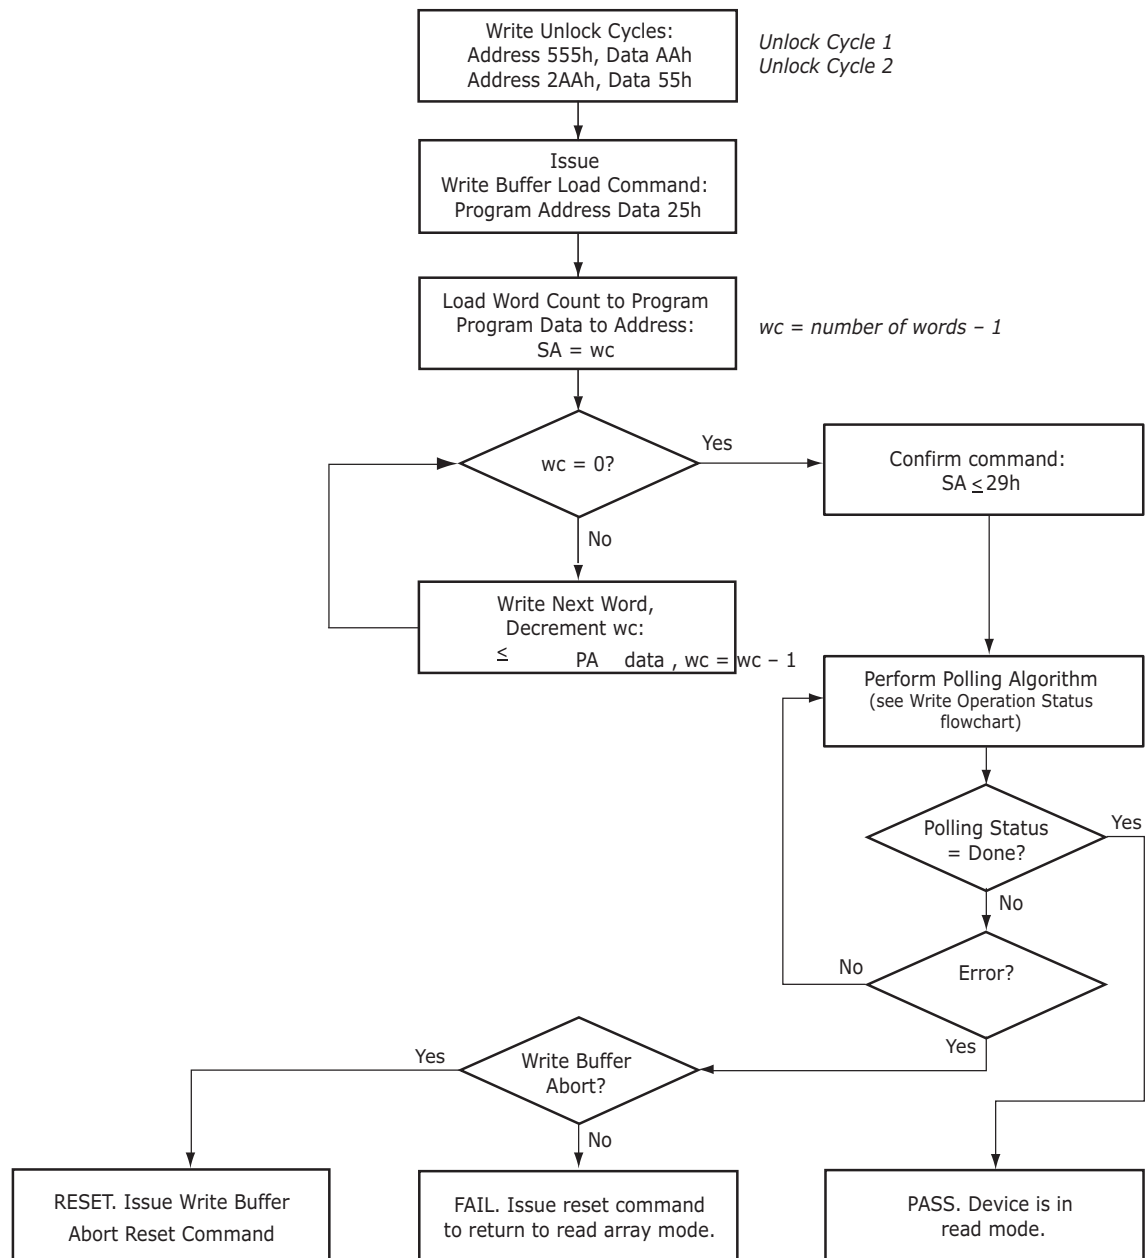 Write Unlock Cycles:
Address 555h, Data AAh
Address 2AAh, Data 55h
Unlock Cycle 1
Unlock Cycle 2
Issue
Write Buffer Load Command:
Program Address Data 25h
Load Word Count to Program
Program Data to Address:
SA = wc
wc = number of words – 1
wc = 0?
Yes
No
Confirm command:
SA ≤ 29h
Write Next Word,
Decrement wc:
≤ PA data , wc = wc – 1
Perform Polling Algorithm
(see Write Operation Status
flowchart)
Polling Status
= Done?
Yes
No
Error?
No
Yes
Write Buffer
Abort?
Yes
No
RESET. Issue Write Buffer
Abort Reset Command
FAIL. Issue reset command
to return to read array mode.
PASS. Device is in
read mode.